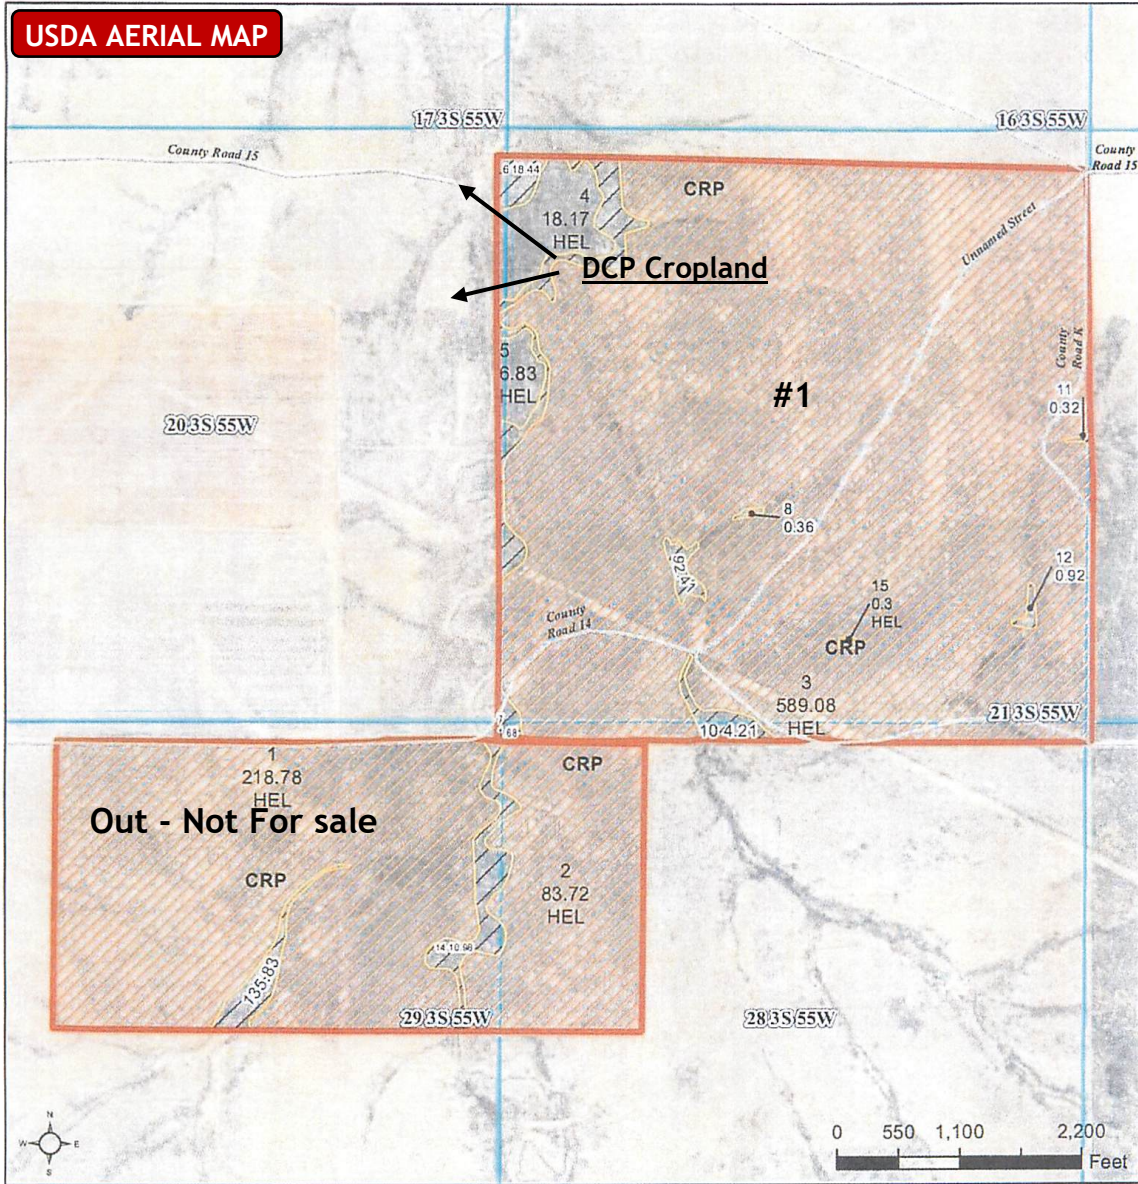 USDA AERIAL MAP
17 3S 55W
16 3S 55W
County Road 15
County
Road 15
6 18.44
CRP
4
18.17
HEL
Unnamed Street
DCP Cropland
County
Road K
5
6.83
HEL
#1
11
0.32
20 3S 55W
8
0.36
9 2.41
12
0.92
15
0.3
HEL
County
Road 14
CRP
3
589.08
HEL
21 3S 55W
10 4.21
68
1
218.78
HEL
CRP
Out - Not For sale
CRP
2
83.72
HEL
14 10.96
13 5.83
29 3S 55W
28 3S 55W
N
W
E
S
0 550 1,100 2,200
Feet